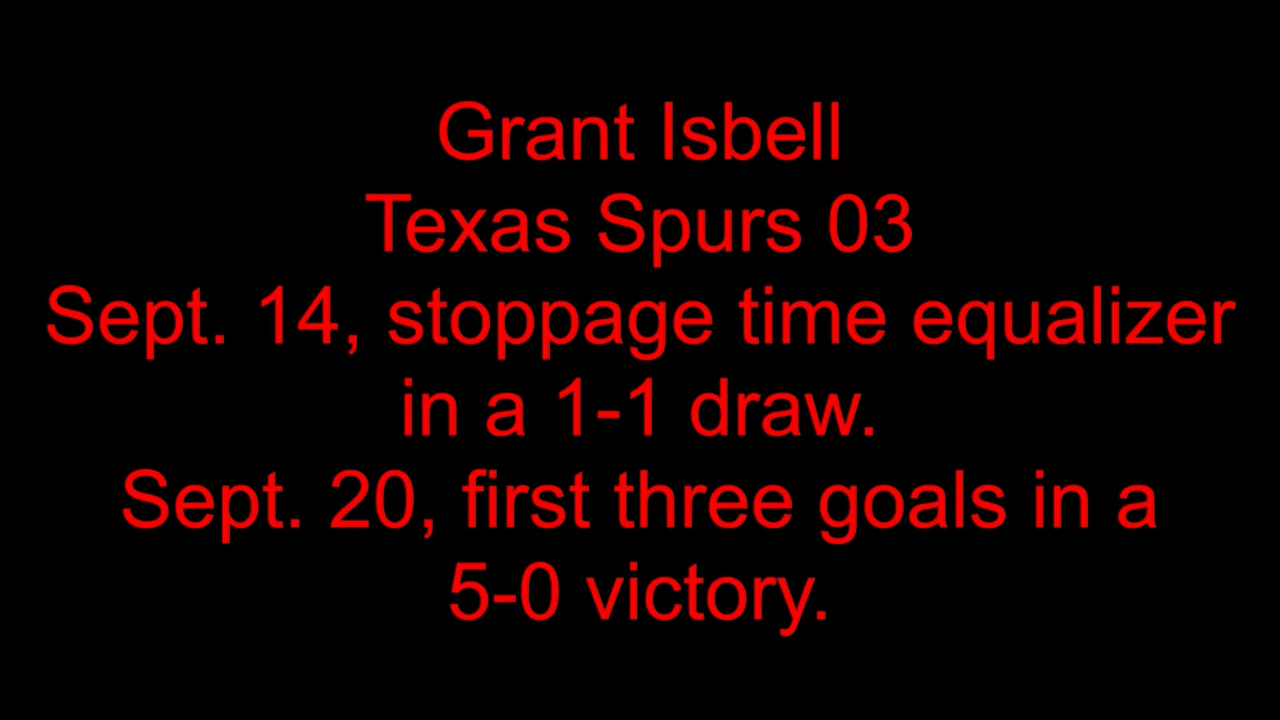 Grant Isbell
Texas Spurs 03
Sept. 14, stoppage time equalizer
in a 1-1 draw.
Sept. 20, first three goals in a
5-0 victory.